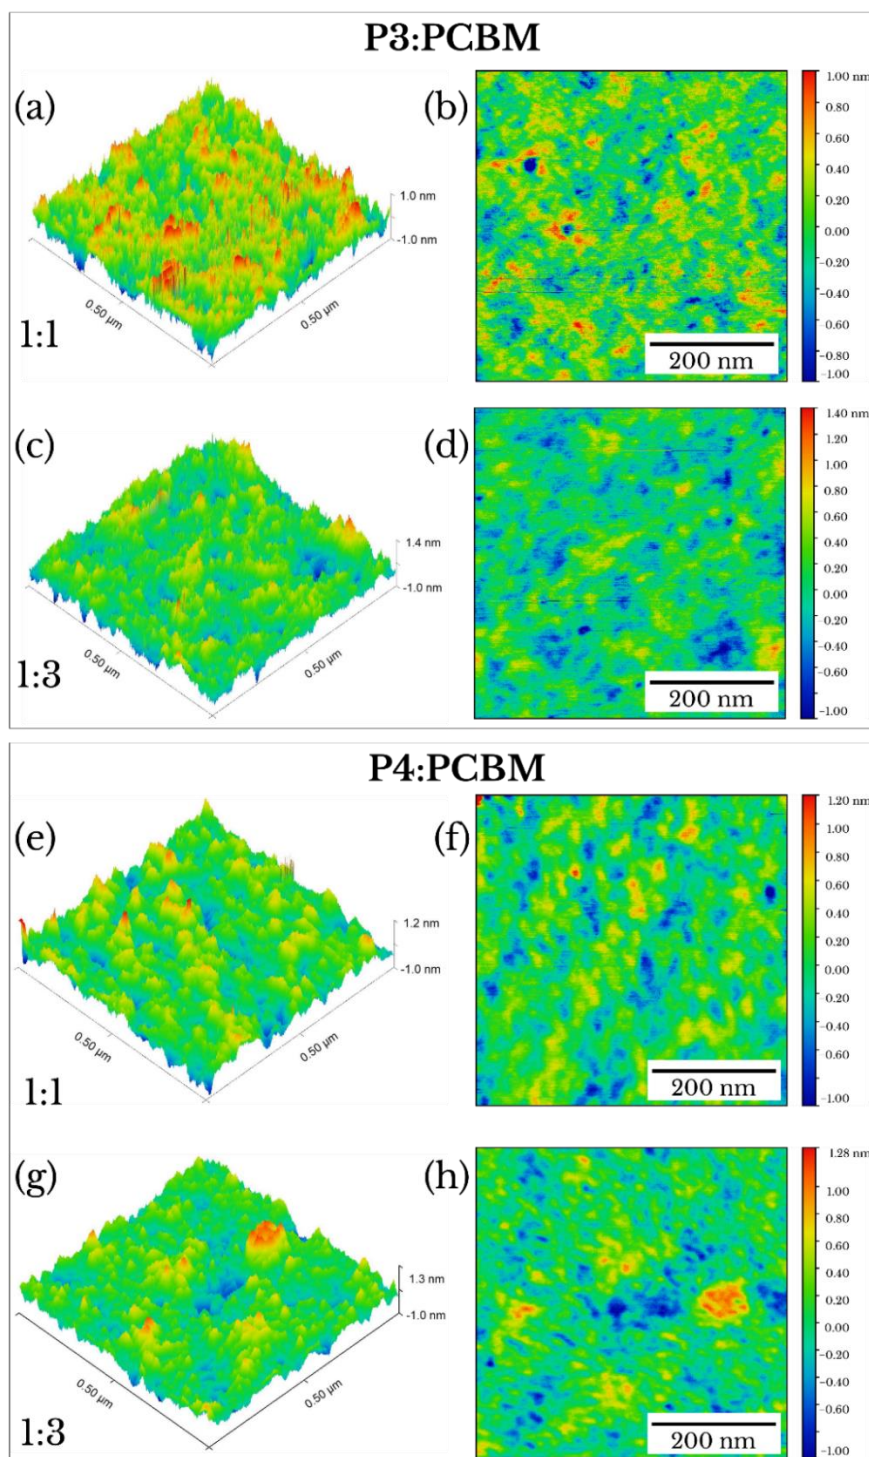 P3:PCBM
(a)
1.0 nm
-1.0 nm
0.50 µm
0.50 µm
1:1
(b)
200 nm
1.00 nm
0.80
0.60
0.40
0.20
0.00
-0.20
-0.40
-0.60
-0.80
-1.00
(c)
1.4 nm
-1.0 nm
0.50 µm
0.50 µm
1:3
(d)
200 nm
1.40 nm
1.20
1.00
0.80
0.60
0.40
0.20
0.00
-0.20
-0.40
-0.60
-1.00
P4:PCBM
(e)
1.2 nm
-1.0 nm
0.50 µm
0.50 µm
1:1
(f)
200 nm
1.20 nm
1.00
0.80
0.60
0.40
0.20
0.00
-0.20
-0.40
0.60
-1.00
(g)
1.3 nm
-1.0 nm
0.50 µm
0.50 µm
1:3
(h)
200 nm
1.28 nm
1.00
0.80
0.60
0.40
0.20
0.00
-0.20
-0.40
-0.60
-1.00